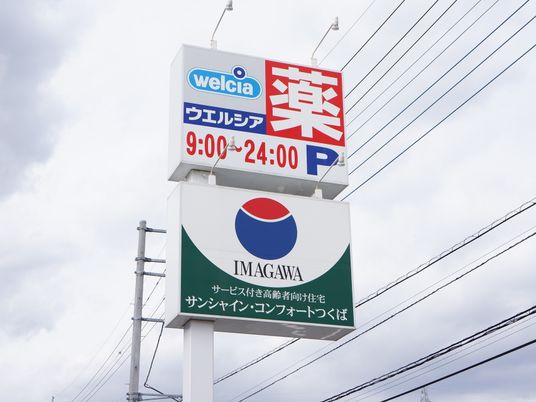 welcia
ウエルシア
薬
9:00~24:00 P
IMAGAWA
サービス付き高齢者向け住宅
サンシャイン・コンフォートつくば